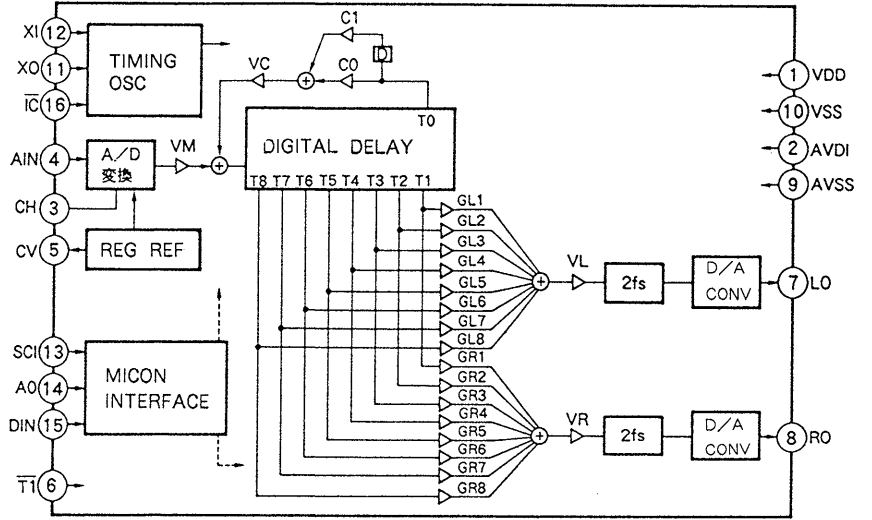 XI 12
TIMING
OSC
XO 11
IC 16
AIN 4
A/D
変換
VM
CH 3
CV 5
REG REF
C1
D
VC
C0
T0
DIGITAL DELAY
T8 T7 T6 T5 T4 T3 T2 T1
GL1
GL2
GL3
GL4
GL5
GL6
GL7
GL8
GR1
GR2
GR3
GR4
GR5
GR6
GR7
GR8
VL
2fs
D/A
CONV
7 LO
VR
2fs
D/A
CONV
8 RO
1 VDD
10 VSS
2 AVDI
9 AVSS
SCI 13
A0 14
DIN 15
MICON
INTERFACE
T1 6